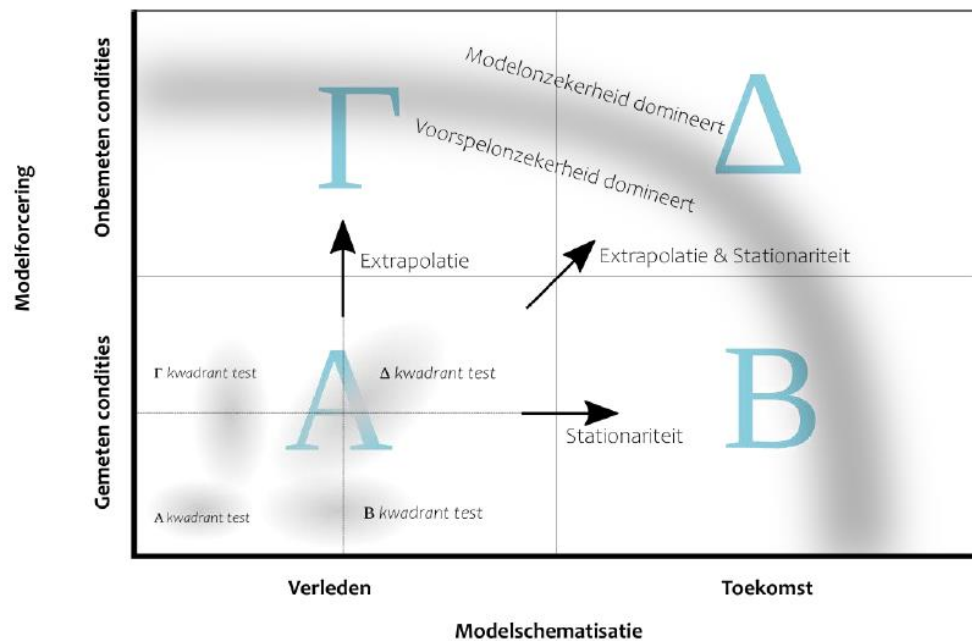 Modelforcering
Onbemeten condities
Gemeten condities
Modelonzekerheid domineert
Voorspelonzekerheid domineert
Γ
Δ
Extrapolatie
Extrapolatie & Stationariteit
A
B
Γ kwadrant test
Δ kwadrant test
Stationariteit
A kwadrant test
B kwadrant test
Verleden
Toekomst
Modelschematisatie